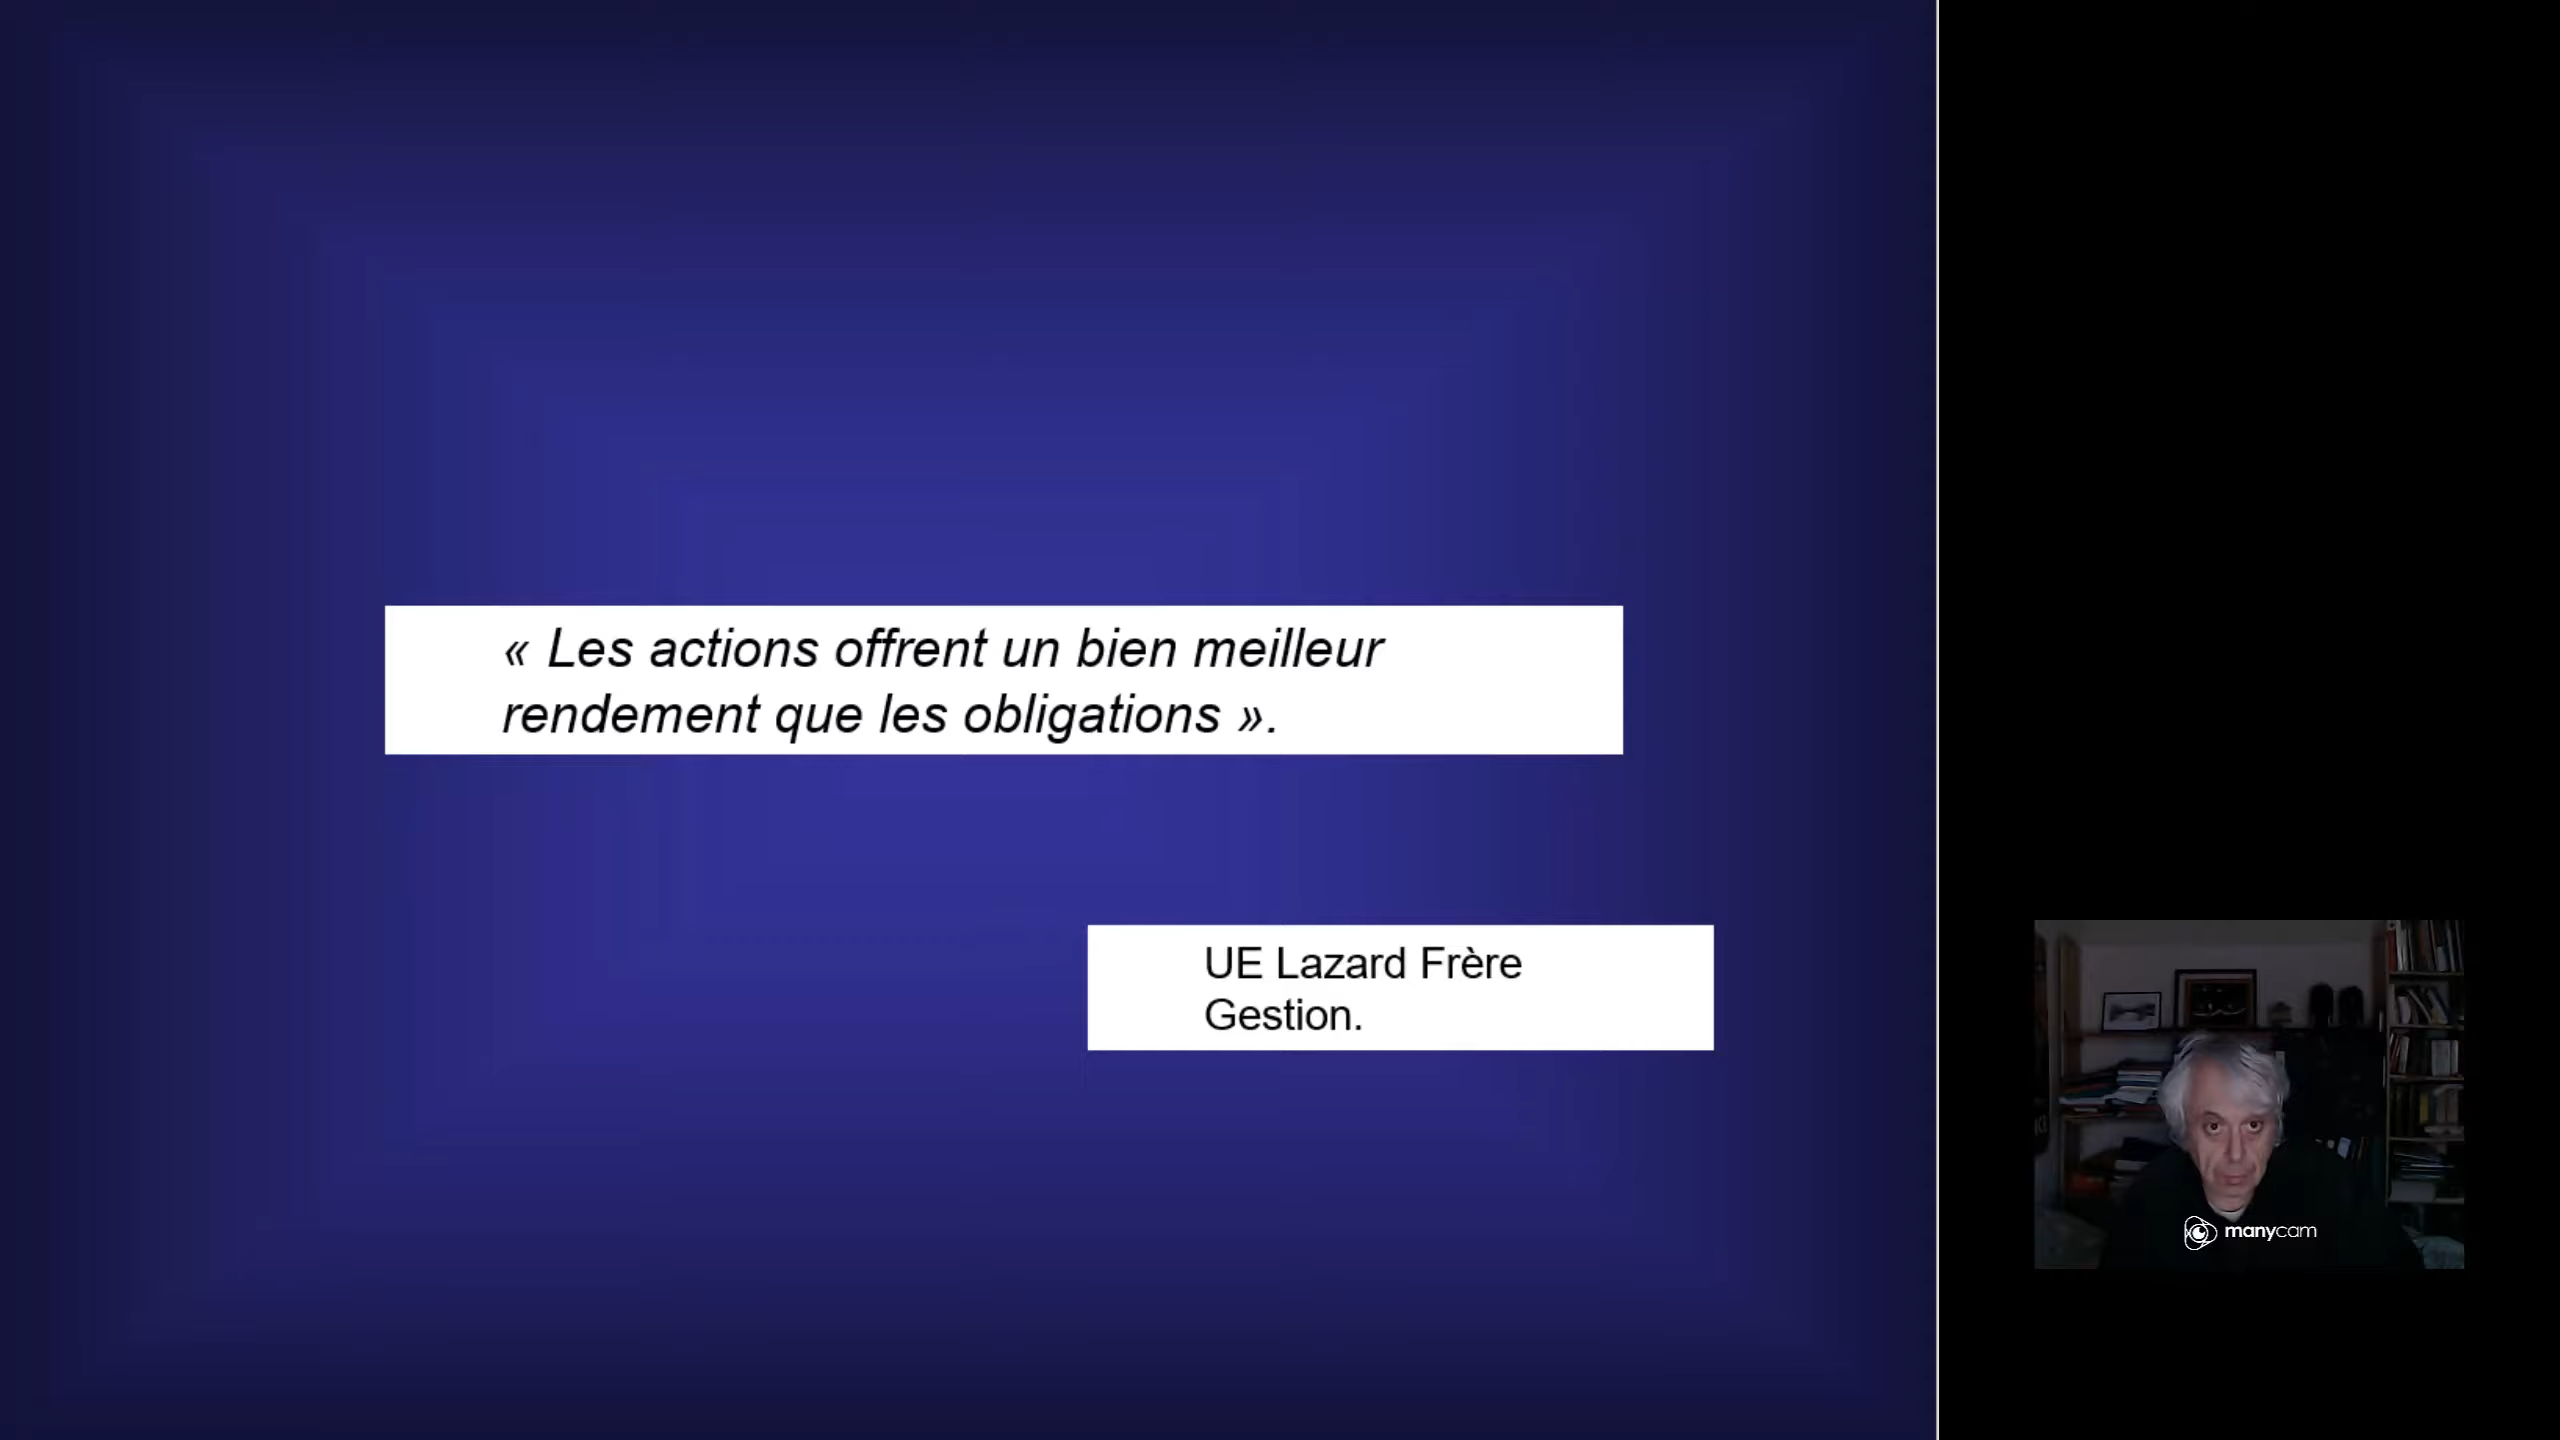 « Les actions offrent un bien meilleur
rendement que les obligations ».
UE Lazard Frère
Gestion.
manycam